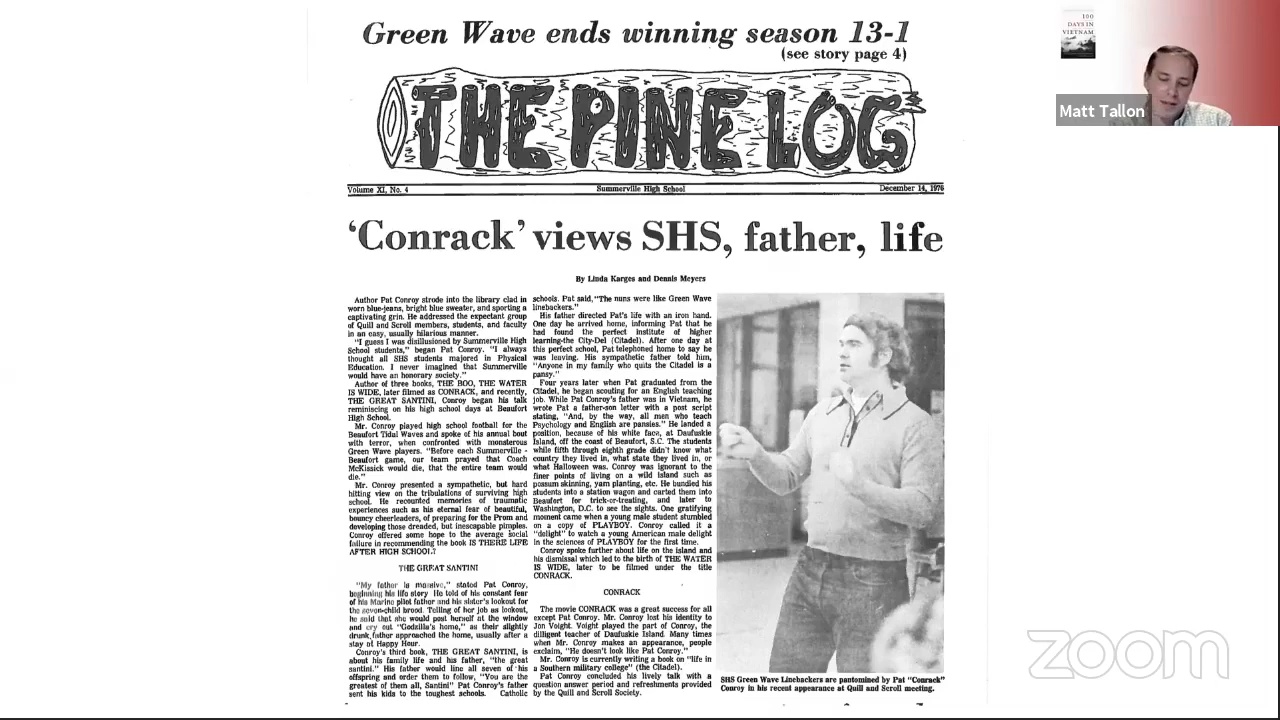 Green Wave ends winning season 13-1
(see story page 4)
THE PINE LOG
Volume XI, No. 4
Summerville High School
December 14, 1976
'Conrack' views SHS, father, life
By Linda Karges and Dennis Meyers
Author Pat Conroy strode into the library clad in
worn blue-jeans, bright blue sweater, and sporting a
captivating grin. He addressed the expectant group
of Quill and Scroll members, students, and faculty
in an easy, usually hilarious manner.
"I guess I was disillusioned by Summerville High
School students," began Pat Conroy. "I always
thought all SHS students majored in Physical
Education. I never imagined that Summerville
would have an honorary society."
Author of three books, THE BOO, THE WATER
IS WIDE, later filmed as CONRACK, and recently,
THE GREAT SANTINI, Conroy began his talk
reminiscing on his high school days at Beaufort
High School.
Mr. Conroy played high school football for the
Beaufort Tidal Waves and spoke of his annual bout
with terror, when confronted with monsterous
Green Wave players. "Before each Summerville -
Beaufort game, our team prayed that Coach
McKissick would die, that the entire team would
die."
Mr. Conroy presented a sympathetic, but hard
hitting view on the tribulations of surviving high
school. He recounted memories of traumatic
experiences such as his eternal fear of beautiful,
bouncy cheerleaders, of preparing for the Prom and
developing those dreaded, but inescapable pimples.
Conroy offered some hope to the average social
failure in recommending the book IS THERE LIFE
AFTER HIGH SCHOOL?
THE GREAT SANTINI
"My father is massive," stated Pat Conroy,
beginning his life story He told of his constant fear
of his Marine pilot father and his sister's lookout for
the seven-child brood. Telling of her job as lookout,
he said that she would post herself at the window
and cry out "Godzilla's home," as their slightly
drunk father approached the home, usually after a
stay at Happy Hour.
Conroy's third book, THE GREAT SANTINI, is
about his family life and his father, "the great
santini." His father would line all seven of his
offspring and order them to follow, "You are the
greatest of them all, Santini" Pat Conroy's father
sent his kids to the toughest schools. Catholic
schools. Pat said, "The nuns were like Green Wave
linebackers."
His father directed Pat's life with an iron hand.
One day he arrived home, informing Pat that he
had found the perfect institute of higher
learning-the City-Del (Citadel). After one day at
this perfect school, Pat telephoned home to say he
was leaving. His sympathetic father told him,
"Anyone in my family who quits the Citadel is a
pansy."
Four years later when Pat graduated from the
Citadel, he began scouting for an English teaching
job. While Pat Conroy's father was in Vietnam, he
wrote Pat a father-son letter with a post script
stating, "And, by the way, all men who teach
Psychology and English are pansies." He landed a
position, because of his white face, at Daufuskie
Island, off the coast of Beaufort, S.C. The students
while fifth through eighth grade didn't know what
country they lived in, what state they lived in, or
what Halloween was. Conroy was ignorant to the
finer points of living on a wild island such as
possum skinning, yam planting, etc. He bundled his
students into a station wagon and carted them into
Beaufort for trick-or-treating, and later to
Washington, D.C. to see the sights. One gratifying
moment came when a young male student stumbled
on a copy of PLAYBOY. Conroy called it a
"delight" to watch a young American male delight
in the sciences of PLAYBOY for the first time.
Conroy spoke further about life on the island and
his dismissal which led to the birth of THE WATER
IS WIDE, later to be filmed under the title
CONRACK.
CONRACK
The movie CONRACK was a great success for all
except Pat Conroy. Mr. Conroy lost his identity to
Jon Voight. Voight played the part of Conroy, the
dilligent teacher of Daufuskie Island. Many times
when Mr. Conroy makes an appearance, people
exclaim, "He doesn't look like Pat Conroy."
Mr. Conroy is currently writing a book on "life in
a Southern military college" (the Citadel).
Pat Conroy concluded his lively talk with a
question answer period and refreshments provided
by the Quill and Scroll Society.
SHS Green Wave Linebackers are pantomined by Pat "Conrack"
Conroy in his recent appearance at Quill and Scroll meeting.
100
DAYS IN
VIETNAM
Matt Tallon
zoom